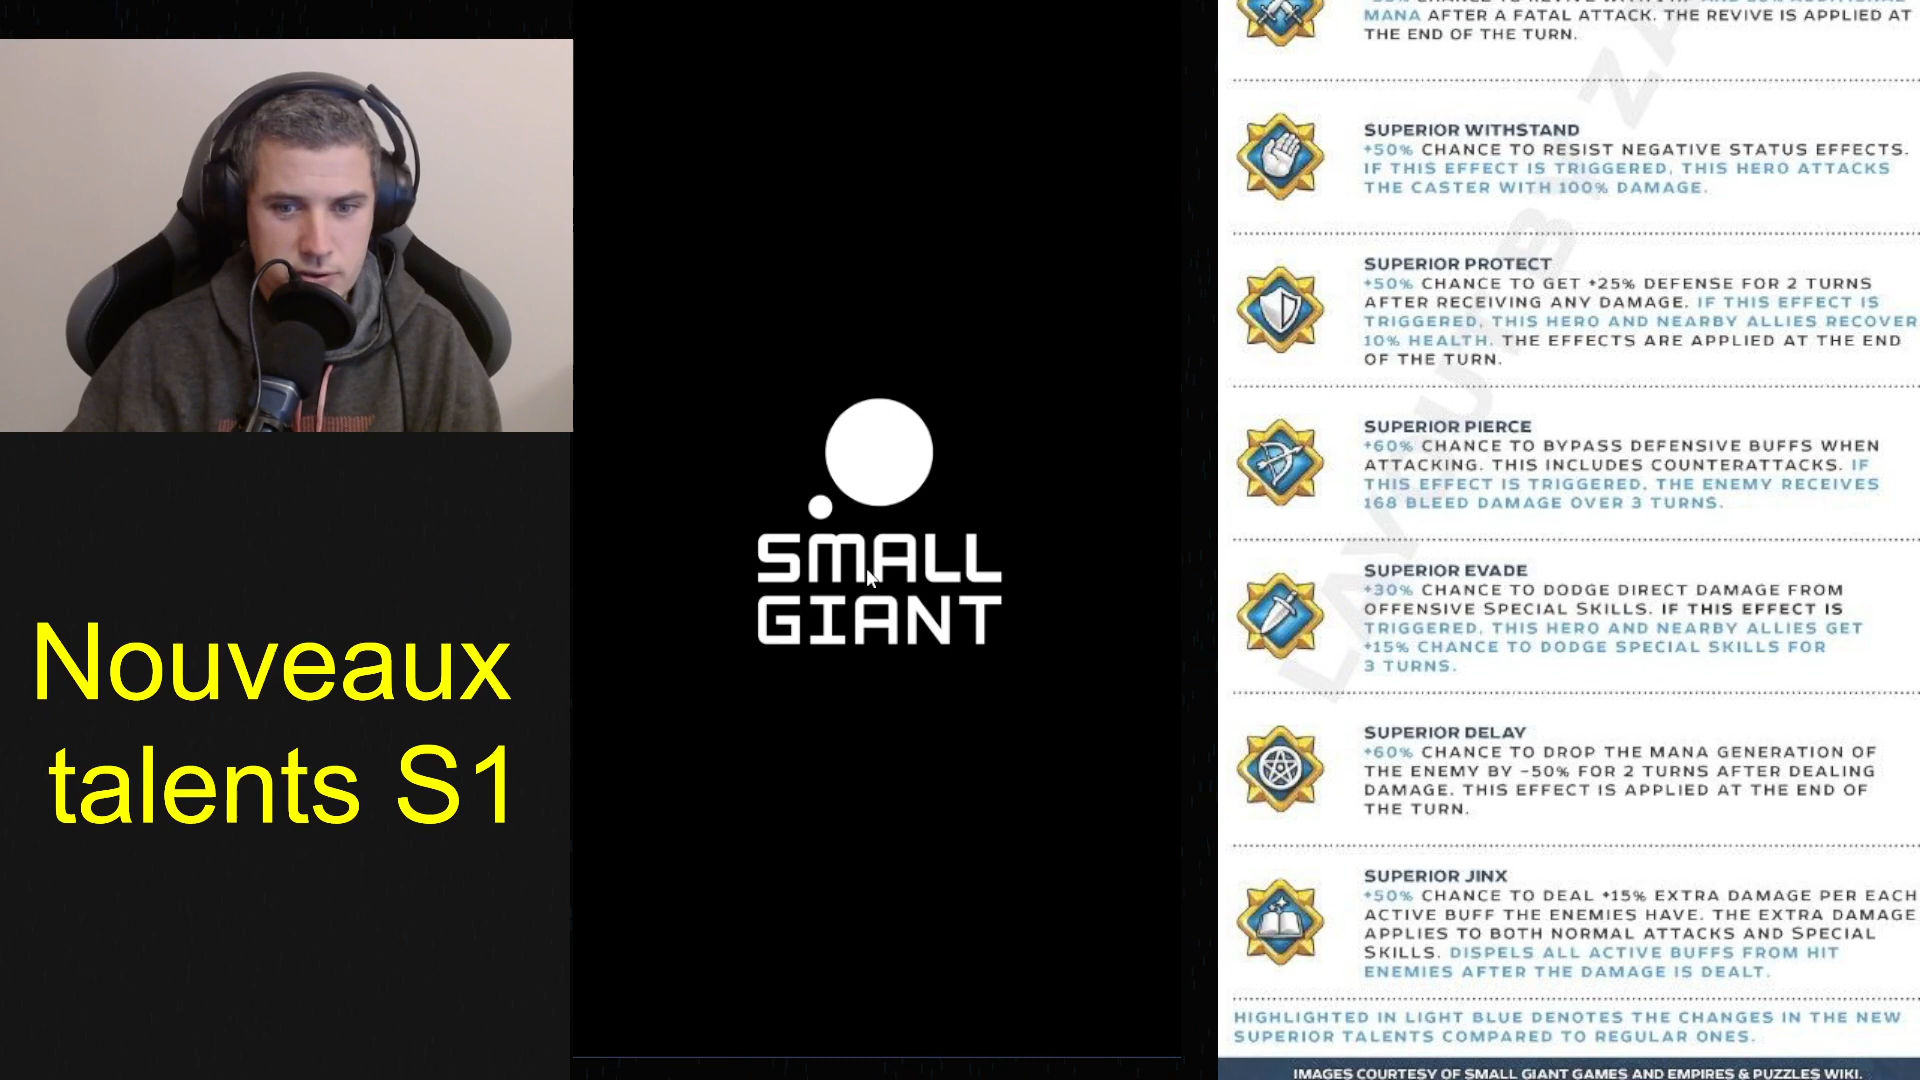 Nouveaux
talents S1
SMALL
GIANT
MANA AFTER A FATAL ATTACK. THE REVIVE IS APPLIED AT
THE END OF THE TURN.
SUPERIOR WITHSTAND
+50% CHANCE TO RESIST NEGATIVE STATUS EFFECTS.
IF THIS EFFECT IS TRIGGERED, THIS HERO ATTACKS
THE CASTER WITH 100% DAMAGE.
SUPERIOR PROTECT
+50% CHANCE TO GET +25% DEFENSE FOR 2 TURNS
AFTER RECEIVING ANY DAMAGE. IF THIS EFFECT IS
TRIGGERED, THIS HERO AND NEARBY ALLIES RECOVER
10% HEALTH. THE EFFECTS ARE APPLIED AT THE END
OF THE TURN.
SUPERIOR PIERCE
+60% CHANCE TO BYPASS DEFENSIVE BUFFS WHEN
ATTACKING. THIS INCLUDES COUNTERATTACKS. IF
THIS EFFECT IS TRIGGERED, THE ENEMY RECEIVES
168 BLEED DAMAGE OVER 3 TURNS.
SUPERIOR EVADE
+30% CHANCE TO DODGE DIRECT DAMAGE FROM
OFFENSIVE SPECIAL SKILLS. IF THIS EFFECT IS
TRIGGERED, THIS HERO AND NEARBY ALLIES GET
+15% CHANCE TO DODGE SPECIAL SKILLS FOR
3 TURNS.
SUPERIOR DELAY
+60% CHANCE TO DROP THE MANA GENERATION OF
THE ENEMY BY -50% FOR 2 TURNS AFTER DEALING
DAMAGE. THIS EFFECT IS APPLIED AT THE END OF
THE TURN.
SUPERIOR JINX
+50% CHANCE TO DEAL +15% EXTRA DAMAGE PER EACH
ACTIVE BUFF THE ENEMIES HAVE. THE EXTRA DAMAGE
APPLIES TO BOTH NORMAL ATTACKS AND SPECIAL
SKILLS. DISPELS ALL ACTIVE BUFFS FROM HIT
ENEMIES AFTER THE DAMAGE IS DEALT.
HIGHLIGHTED IN LIGHT BLUE DENOTES THE CHANGES IN THE NEW
SUPERIOR TALENTS COMPARED TO REGULAR ONES.
IMAGES COURTESY OF SMALL GIANT GAMES AND EMPIRES & PUZZLES WIKI.